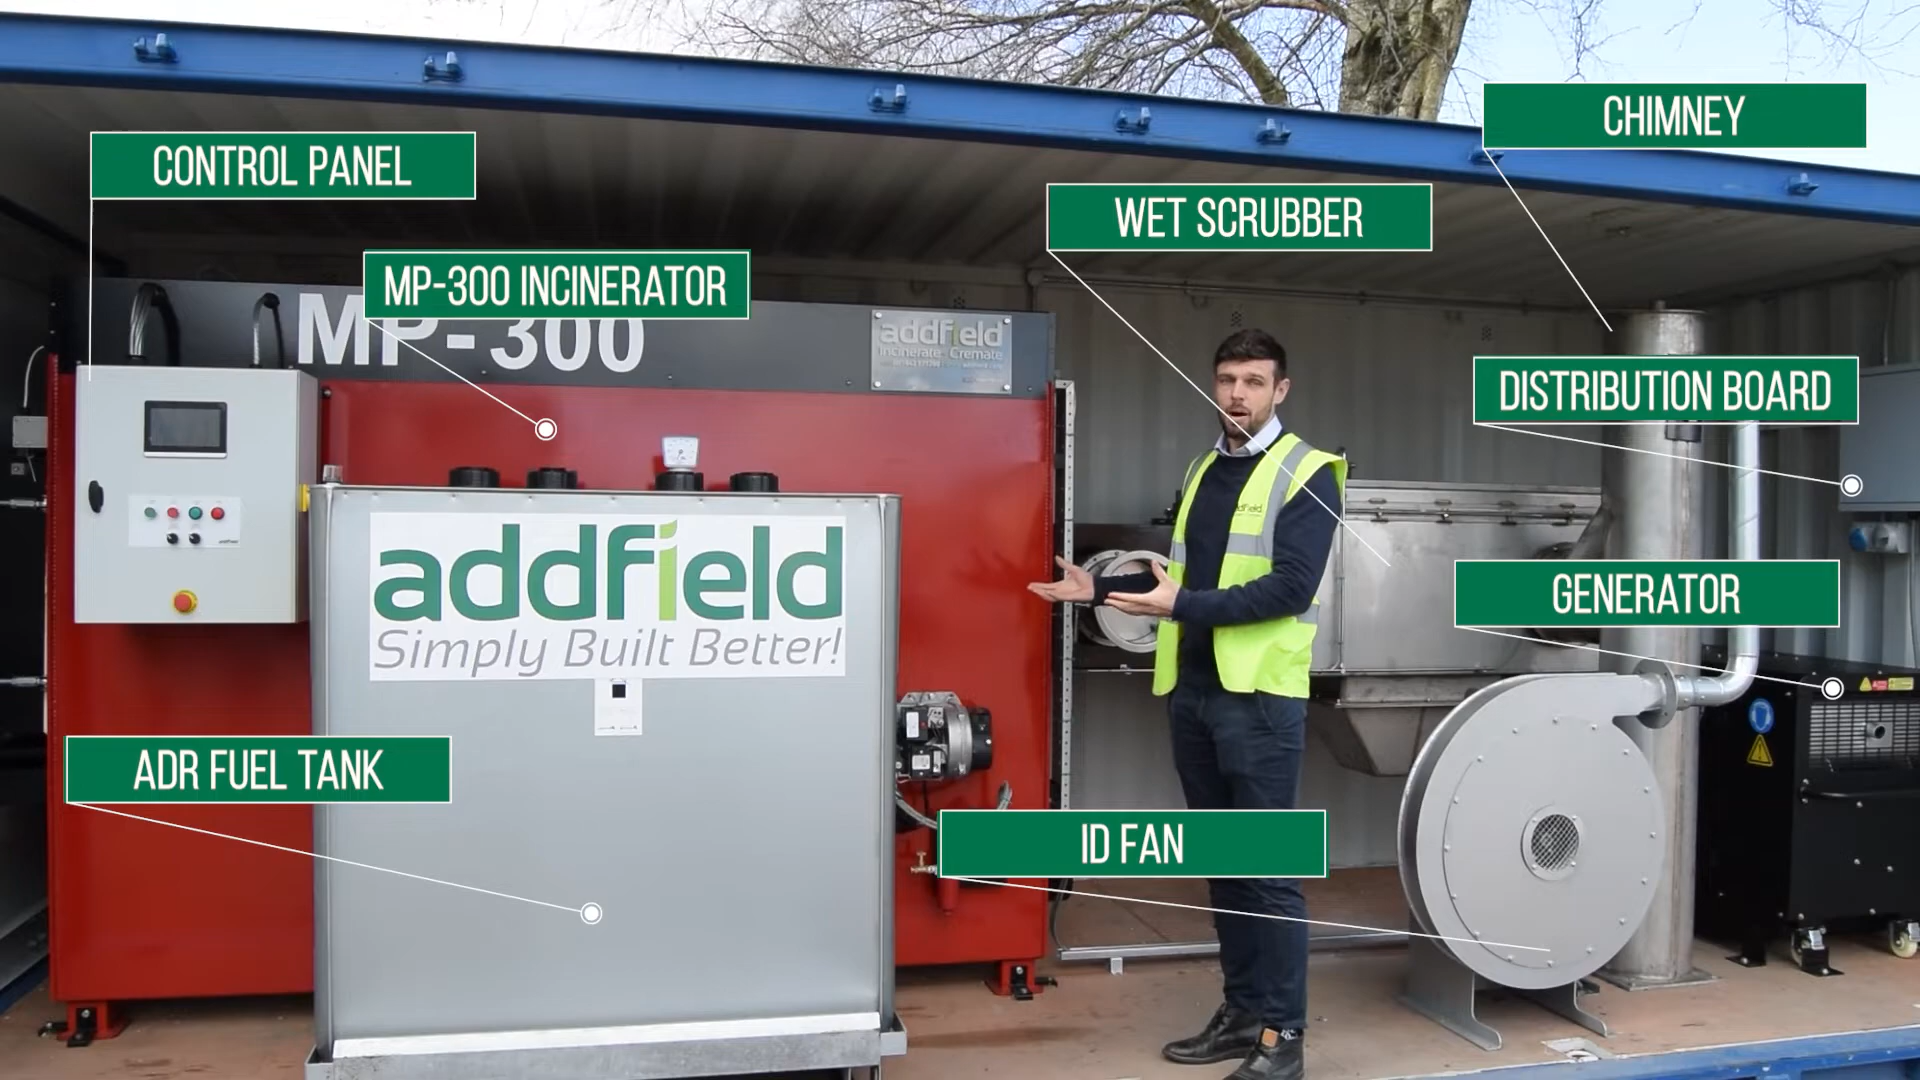 CHIMNEY
CONTROL PANEL
WET SCRUBBER
MP-300 INCINERATOR
MP-300
addfield
Incinerate Cremate
DISTRIBUTION BOARD
addfield
Simply Built Better!
GENERATOR
ADR FUEL TANK
ID FAN